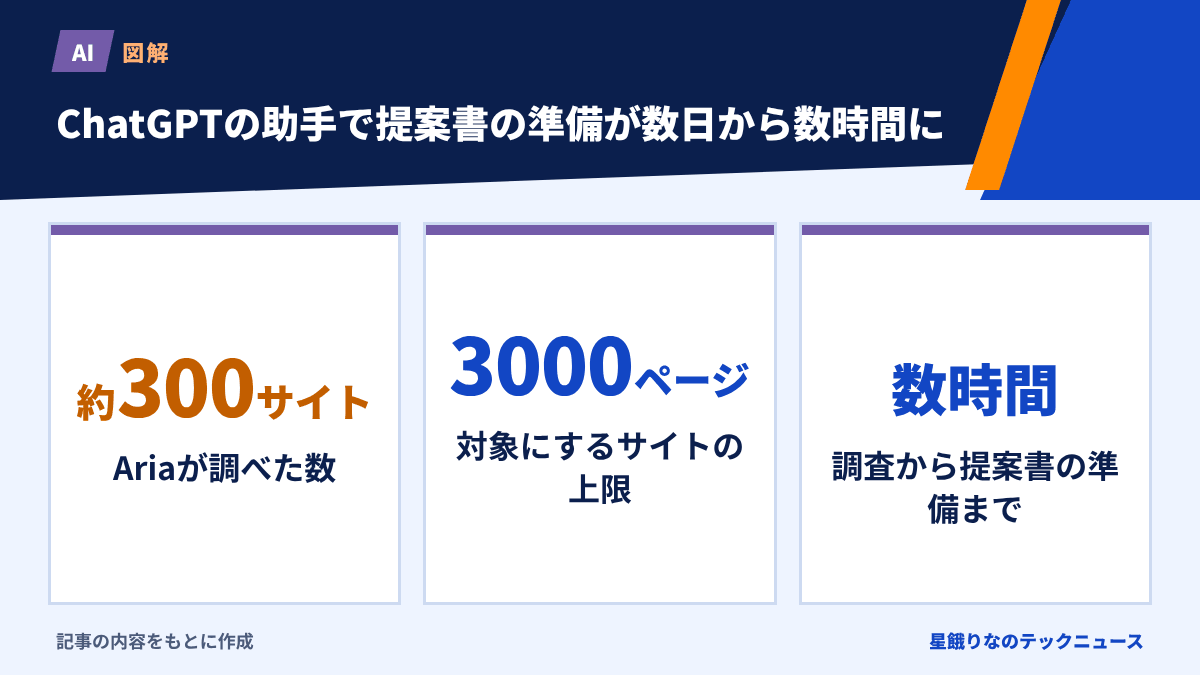 AI 図解
ChatGPTの助手で提案書の準備が数日から数時間に
約300サイト
Ariaが調べた数
3000ページ
対象にするサイトの
上限
数時間
調査から提案書の準
備まで
記事の内容をもとに作成
星餓りなのテックニュース